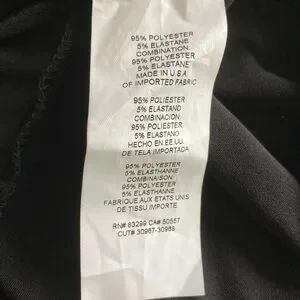 95% POLYESTER
5% ELASTANE
COMBINATION:
95% POLYESTER
5% ELASTANE
MADE IN U.S.A
OF IMPORTED FABRIC
95% POLIESTER
5% ELASTANO
COMBINACION:
95% POLIESTER
5% ELASTANO
HECHO EN EE.UU.
DE TELA IMPORTADA
95% POLYESTER
5% ELASTHANNE
COMBINAISON:
95% POLYESTER
5% ELASTHANNE
FABRIQUE AUX ETATS UNIS
DE TISSU IMPORTE
RN# 83299 CA# 50557
CUT# 30967-30968